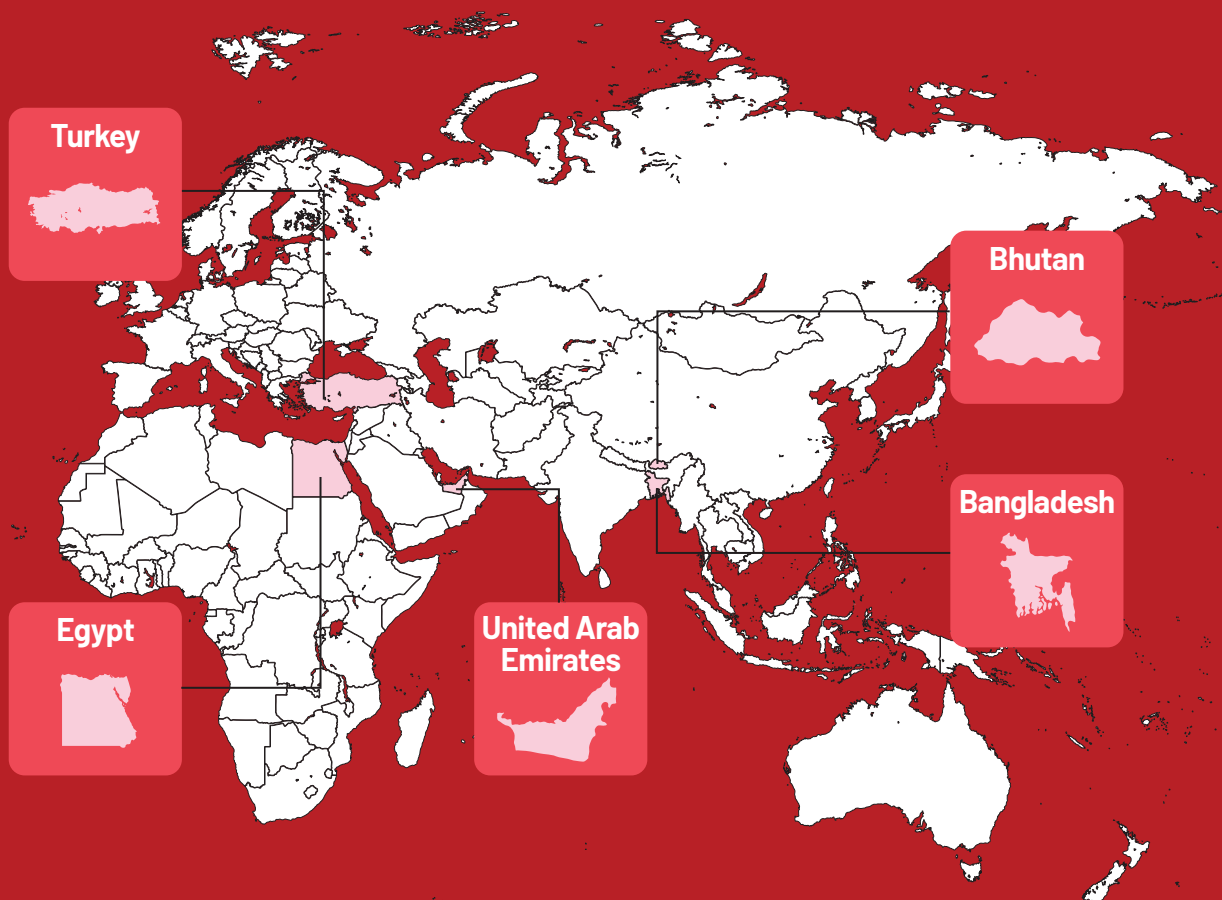 Turkey
Bhutan
Bangladesh
Egypt
United Arab
Emirates